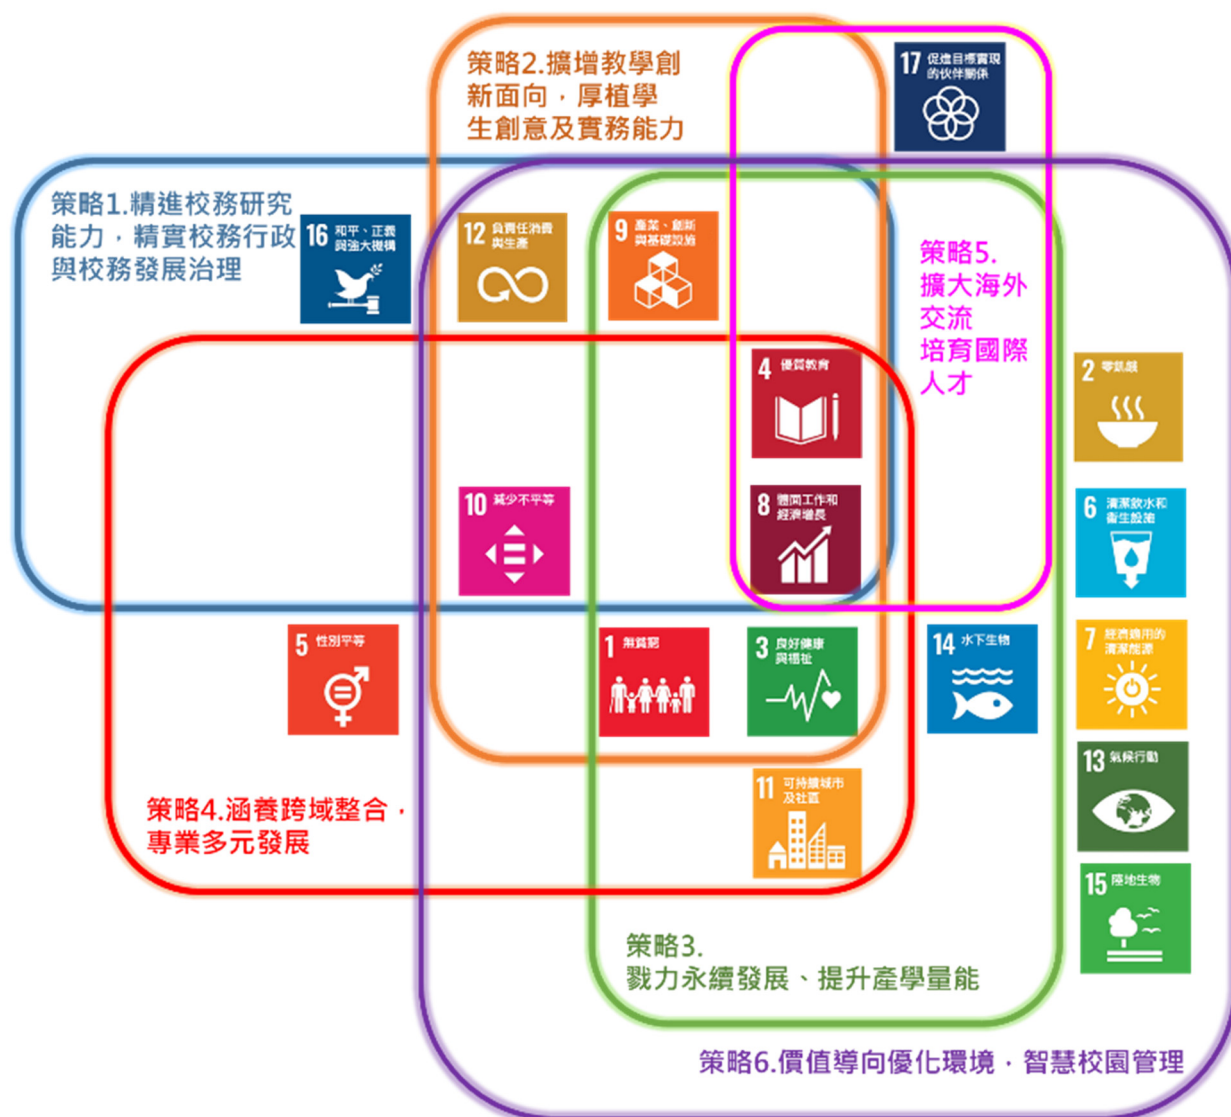 策略2.擴增教學創
新面向，厚植學
生創意及實務能力
17 促進目標實現
的伙伴關係
策略1.精進校務研究
能力，精實校務行政
與校務發展治理
16 和平、正義
與強大機構
12 負責任消費
與生產
9 產業、創新
與基礎設施
策略5.
擴大海外
交流
培育國際
人才
4 優質教育
2 零飢餓
10 減少不平等
8 體面工作和
經濟增長
6 清潔飲水和
衛生設施
5 性別平等
1 無貧窮
3 良好健康
與福祉
14 水下生物
7 經濟適用的
清潔能源
11 可持續城市
及社區
13 氣候行動
策略4.涵養跨域整合，
專業多元發展
15 陸地生物
策略3.
戮力永續發展、提升產學量能
策略6.價值導向優化環境，智慧校園管理